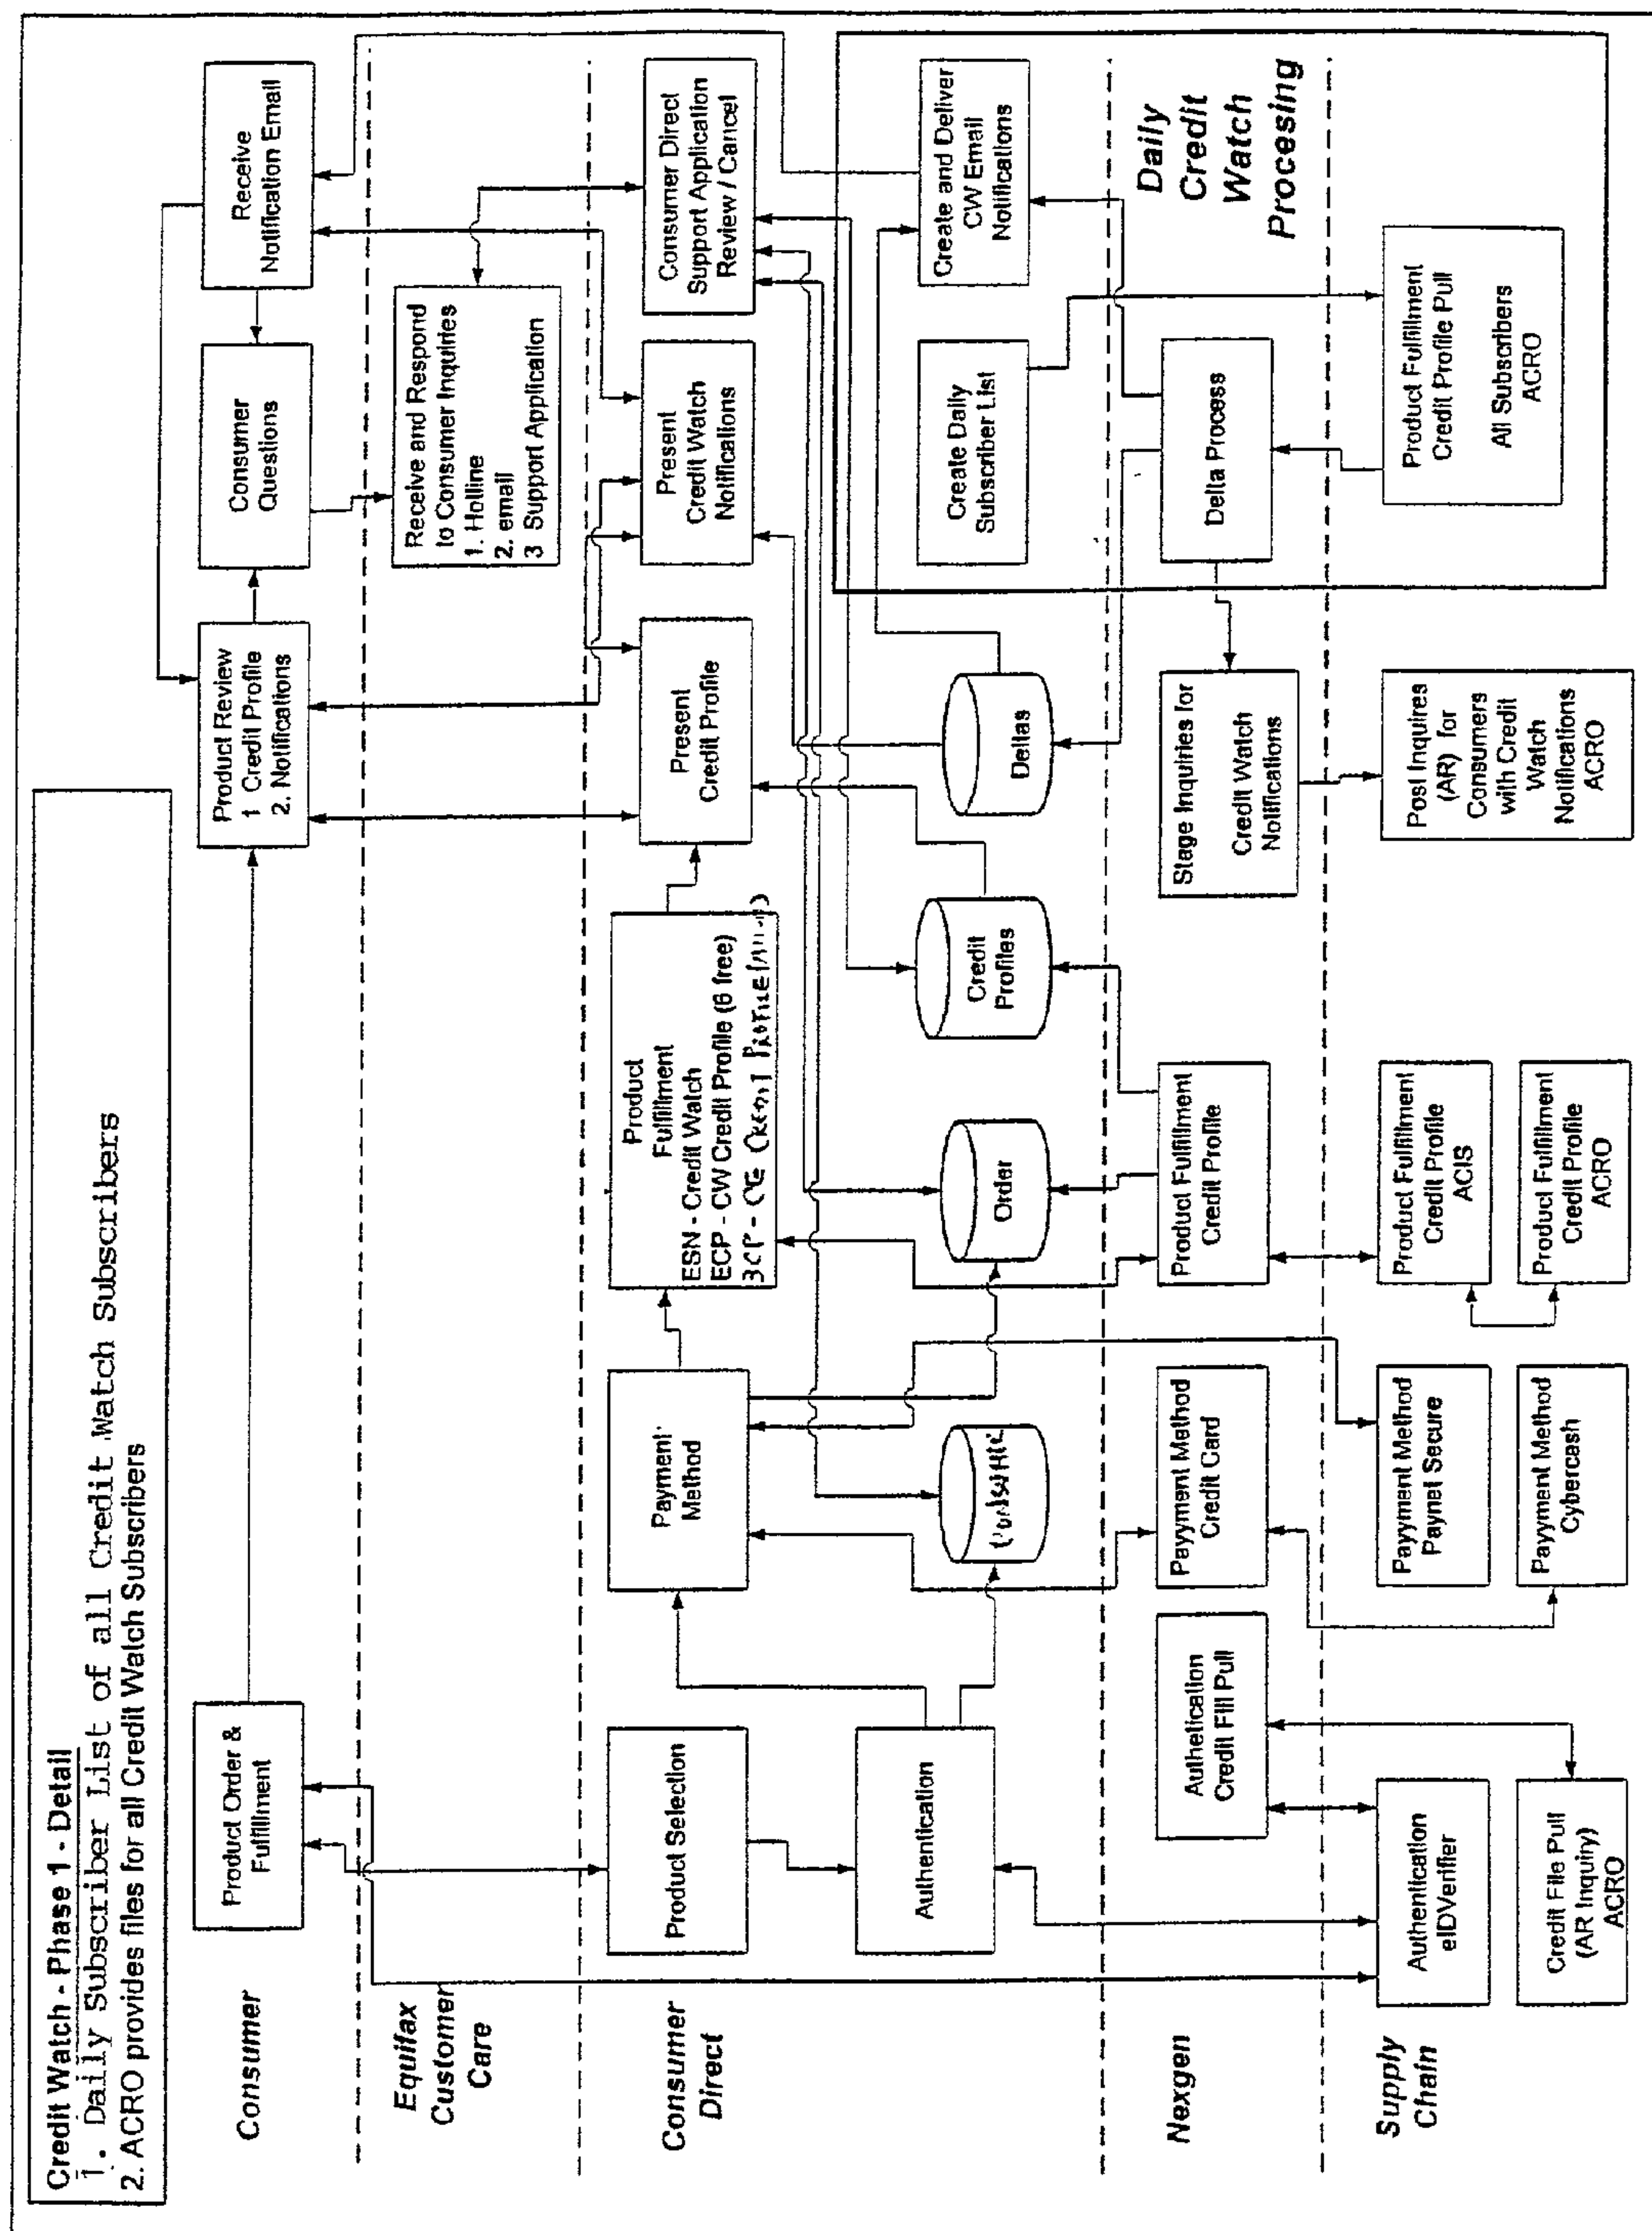 Credit Watch - Phase 1 - Detail
1. Daily Subscriber List of all Credit Watch Subscribers
2. ACRO provides files for all Credit Watch Subscribers
Consumer
Product Order &
Fulfillment
Product Review
1 Credit Profile
2. Notifications
Consumer
Questions
Receive
Notification Email
Equifax
Customer
Care
Receive and Respond
to Consumer Inquiries
1. Hotline
2. email
3 Support Application
Consumer
Direct
Product Selection
Payment
Method
Product
Fulfillment
ESN - Credit Watch
ECP - CW Credit Profile (6 free)
3CP - CE Credit Profile
Present
Credit Profile
Present
Credit Watch
Notifications
Consumer Direct
Support Application
Review / Cancel
Authentication
Order
Credit
Profiles
Deltas
Create Daily
Subscriber List
Create and Deliver
CW Email
Notifications
Nexgen
Authetication
Credit Fill Pull
Payyment Method
Credit Card
Product Fulfillment
Credit Profile
Stage Inquiries for
Credit Watch
Notifications
Delta Process
Daily
Credit
Watch
Procesing
Supply
Chain
Authentication
eIDVerifier
Payyment Method
Paynet Secure
Product Fulfillment
Credit Profile
ACIS
Post Inquires
(AR) for
Consumers
with Credit
Watch
Notifications
ACRO
Product Fulfillment
Credit Profile Pull
All Subscribers
ACRO
Credit File Pull
(AR Inquiry)
ACRO
Payyment Method
Cybercash
Product Fulfillment
Credit Profile
ACRO